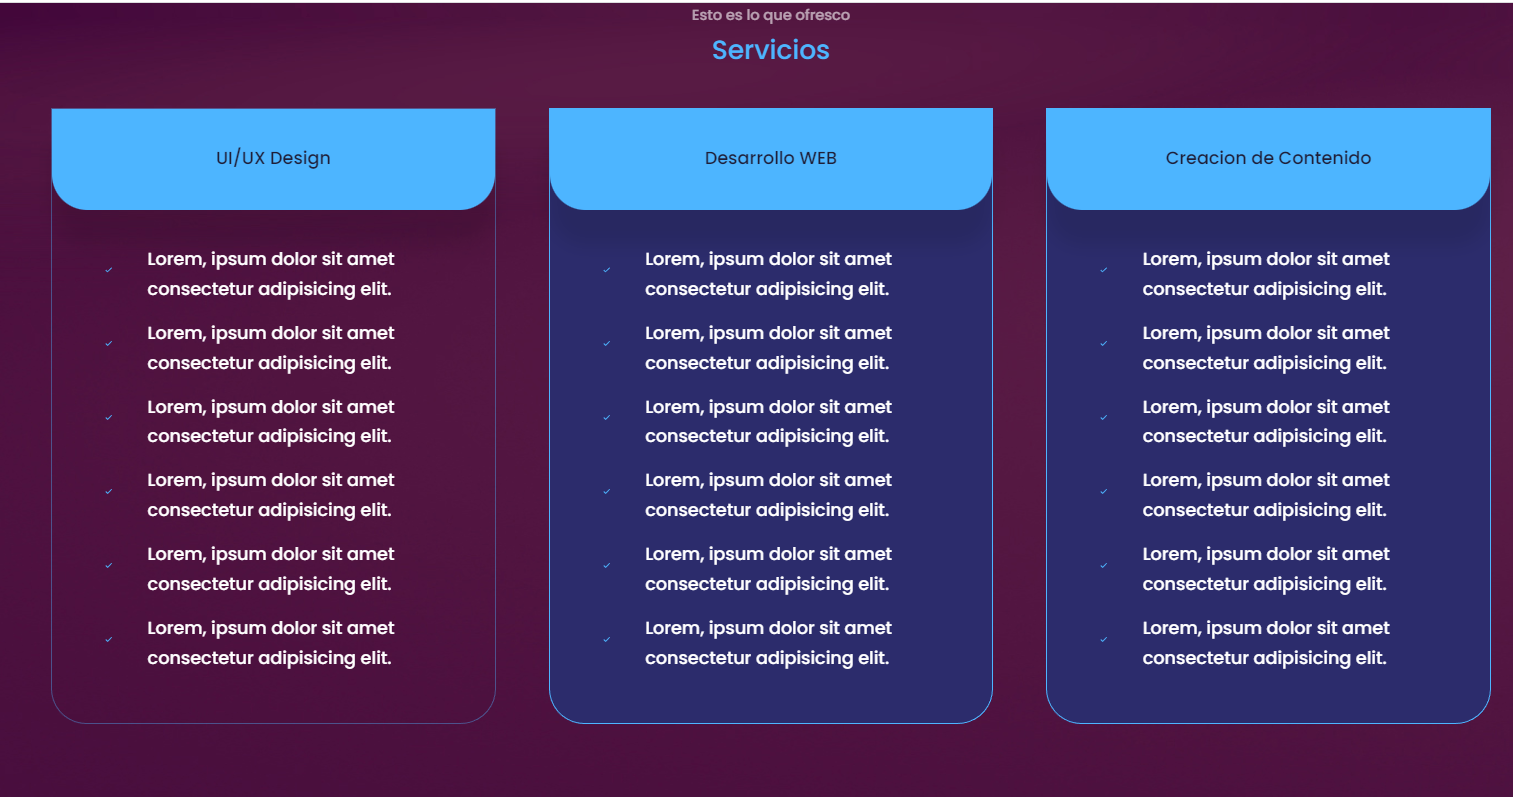 Esto es lo que ofresco
Servicios
UI/UX Design
Lorem, ipsum dolor sit amet
consectetur adipisicing elit.
Lorem, ipsum dolor sit amet
consectetur adipisicing elit.
Lorem, ipsum dolor sit amet
consectetur adipisicing elit.
Lorem, ipsum dolor sit amet
consectetur adipisicing elit.
Lorem, ipsum dolor sit amet
consectetur adipisicing elit.
Lorem, ipsum dolor sit amet
consectetur adipisicing elit.
Desarrollo WEB
Lorem, ipsum dolor sit amet
consectetur adipisicing elit.
Lorem, ipsum dolor sit amet
consectetur adipisicing elit.
Lorem, ipsum dolor sit amet
consectetur adipisicing elit.
Lorem, ipsum dolor sit amet
consectetur adipisicing elit.
Lorem, ipsum dolor sit amet
consectetur adipisicing elit.
Lorem, ipsum dolor sit amet
consectetur adipisicing elit.
Creacion de Contenido
Lorem, ipsum dolor sit amet
consectetur adipisicing elit.
Lorem, ipsum dolor sit amet
consectetur adipisicing elit.
Lorem, ipsum dolor sit amet
consectetur adipisicing elit.
Lorem, ipsum dolor sit amet
consectetur adipisicing elit.
Lorem, ipsum dolor sit amet
consectetur adipisicing elit.
Lorem, ipsum dolor sit amet
consectetur adipisicing elit.